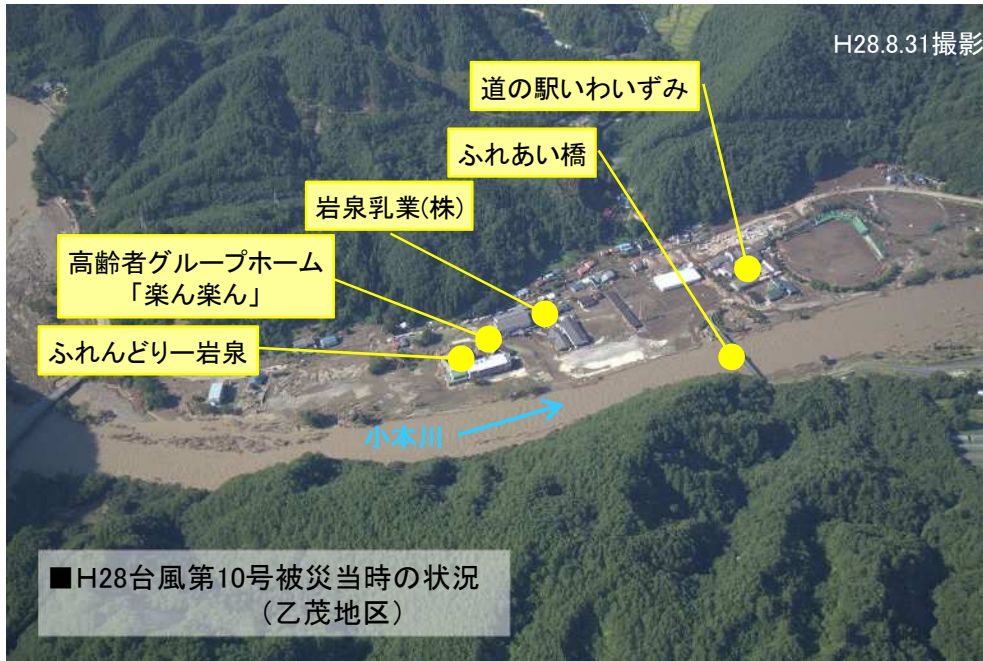 H28.8.31撮影
道の駅いわいずみ
ふれあい橋
岩泉乳業(株)
高齢者グループホーム
「楽ん楽ん」
ふれんどりー岩泉
小本川
■H28台風第10号被災当時の状況
（乙茂地区）